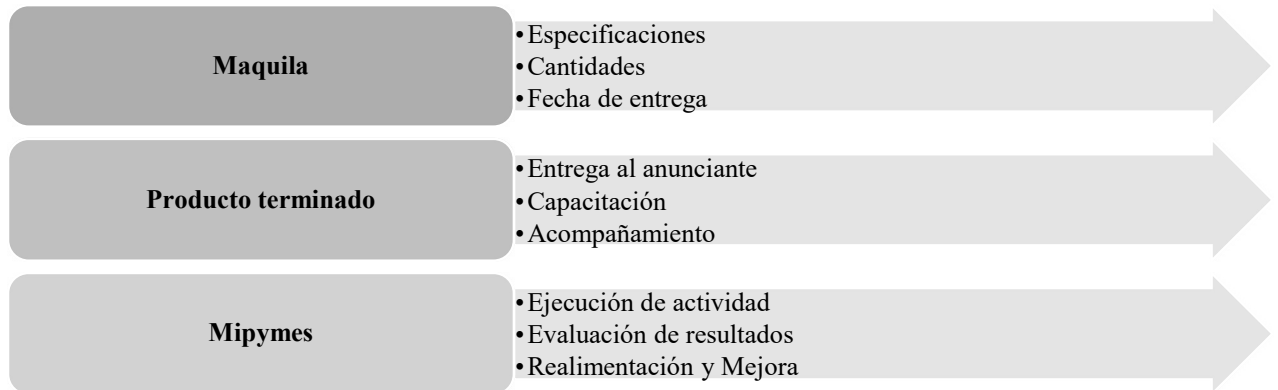 Maquila
•Especificaciones
•Cantidades
•Fecha de entrega
Producto terminado
•Entrega al anunciante
•Capacitación
•Acompañamiento
Mipymes
•Ejecución de actividad
•Evaluación de resultados
•Realimentación y Mejora